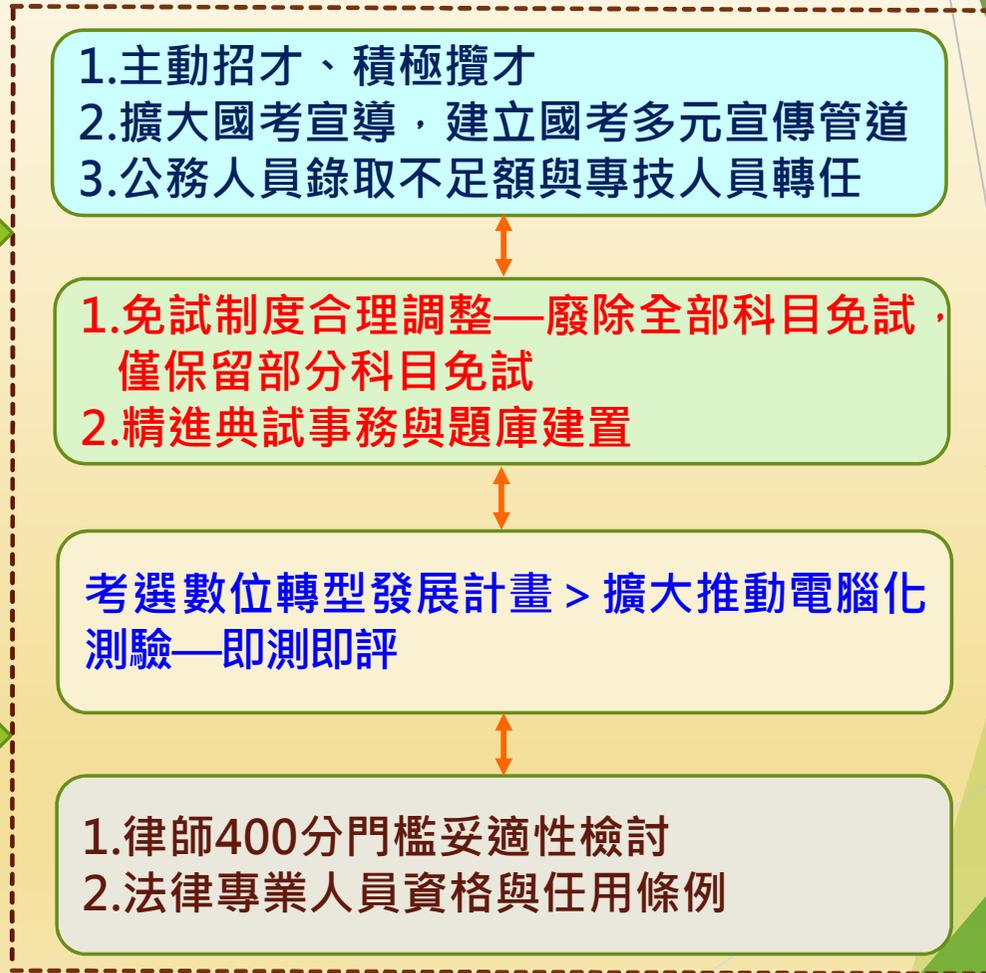 1.主動招才、積極攬才
2.擴大國考宣導，建立國考多元宣傳管道
3.公務人員錄取不足額與專技人員轉任
1.免試制度合理調整—廢除全部科目免試，
僅保留部分科目免試
2.精進典試事務與題庫建置
考選數位轉型發展計畫＞擴大推動電腦化
測驗—即測即評
1.律師400分門檻妥適性檢討
2.法律專業人員資格與任用條例